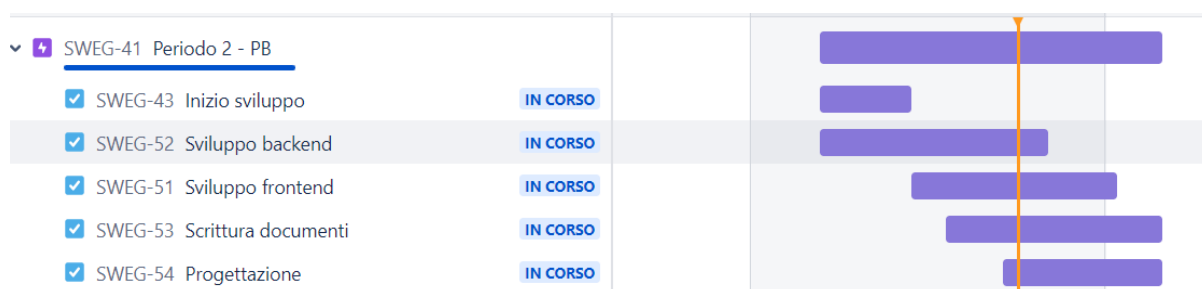 SWEG-41 Periodo 2 - PB
SWEG-43 Inizio sviluppo IN CORSO
SWEG-52 Sviluppo backend IN CORSO
SWEG-51 Sviluppo frontend IN CORSO
SWEG-53 Scrittura documenti IN CORSO
SWEG-54 Progettazione IN CORSO